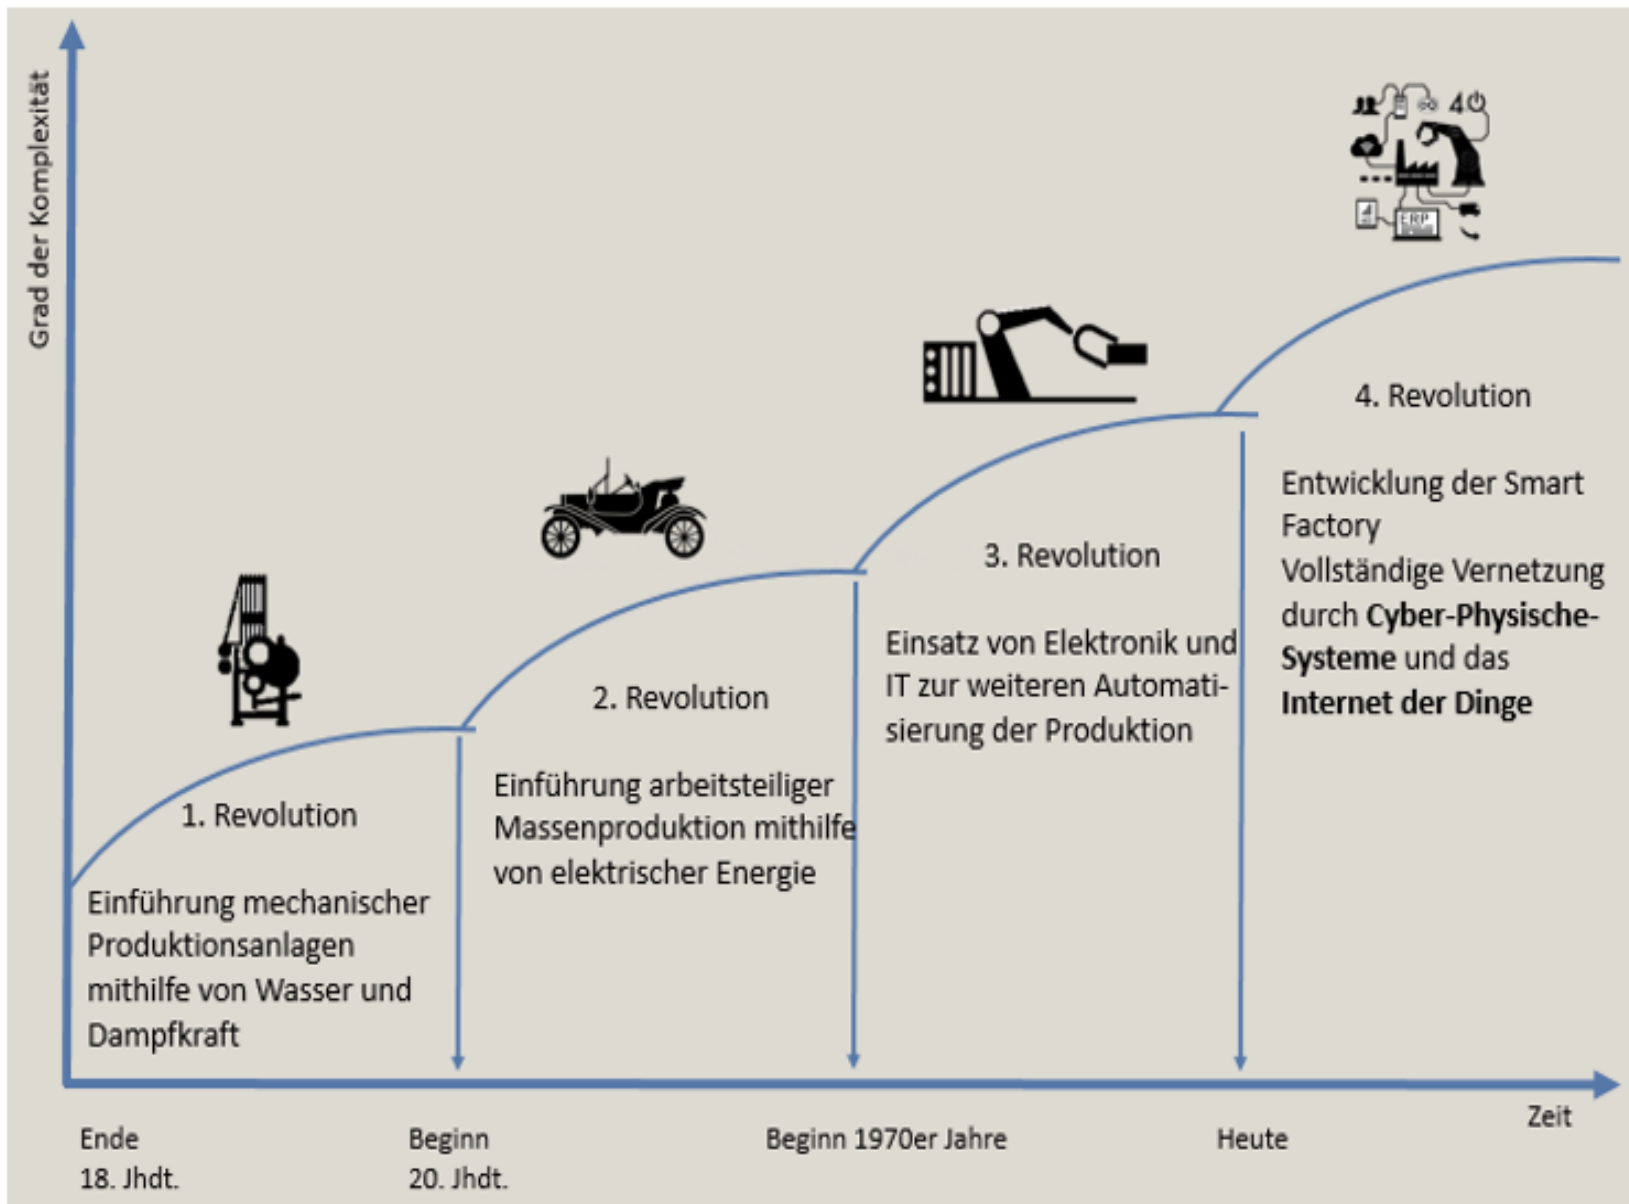 Grad der Komplexität
4
ERP
4. Revolution
Entwicklung der Smart
Factory
Vollständige Vernetzung
durch Cyber-Physische-
Systeme und das
Internet der Dinge
3. Revolution
Einsatz von Elektronik und
IT zur weiteren Automati-
sierung der Produktion
2. Revolution
Einführung arbeitsteiliger
Massenproduktion mithilfe
von elektrischer Energie
1. Revolution
Einführung mechanischer
Produktionsanlagen
mithilfe von Wasser und
Dampfkraft
Zeit
Ende
18. Jhdt.
Beginn
20. Jhdt.
Beginn 1970er Jahre
Heute